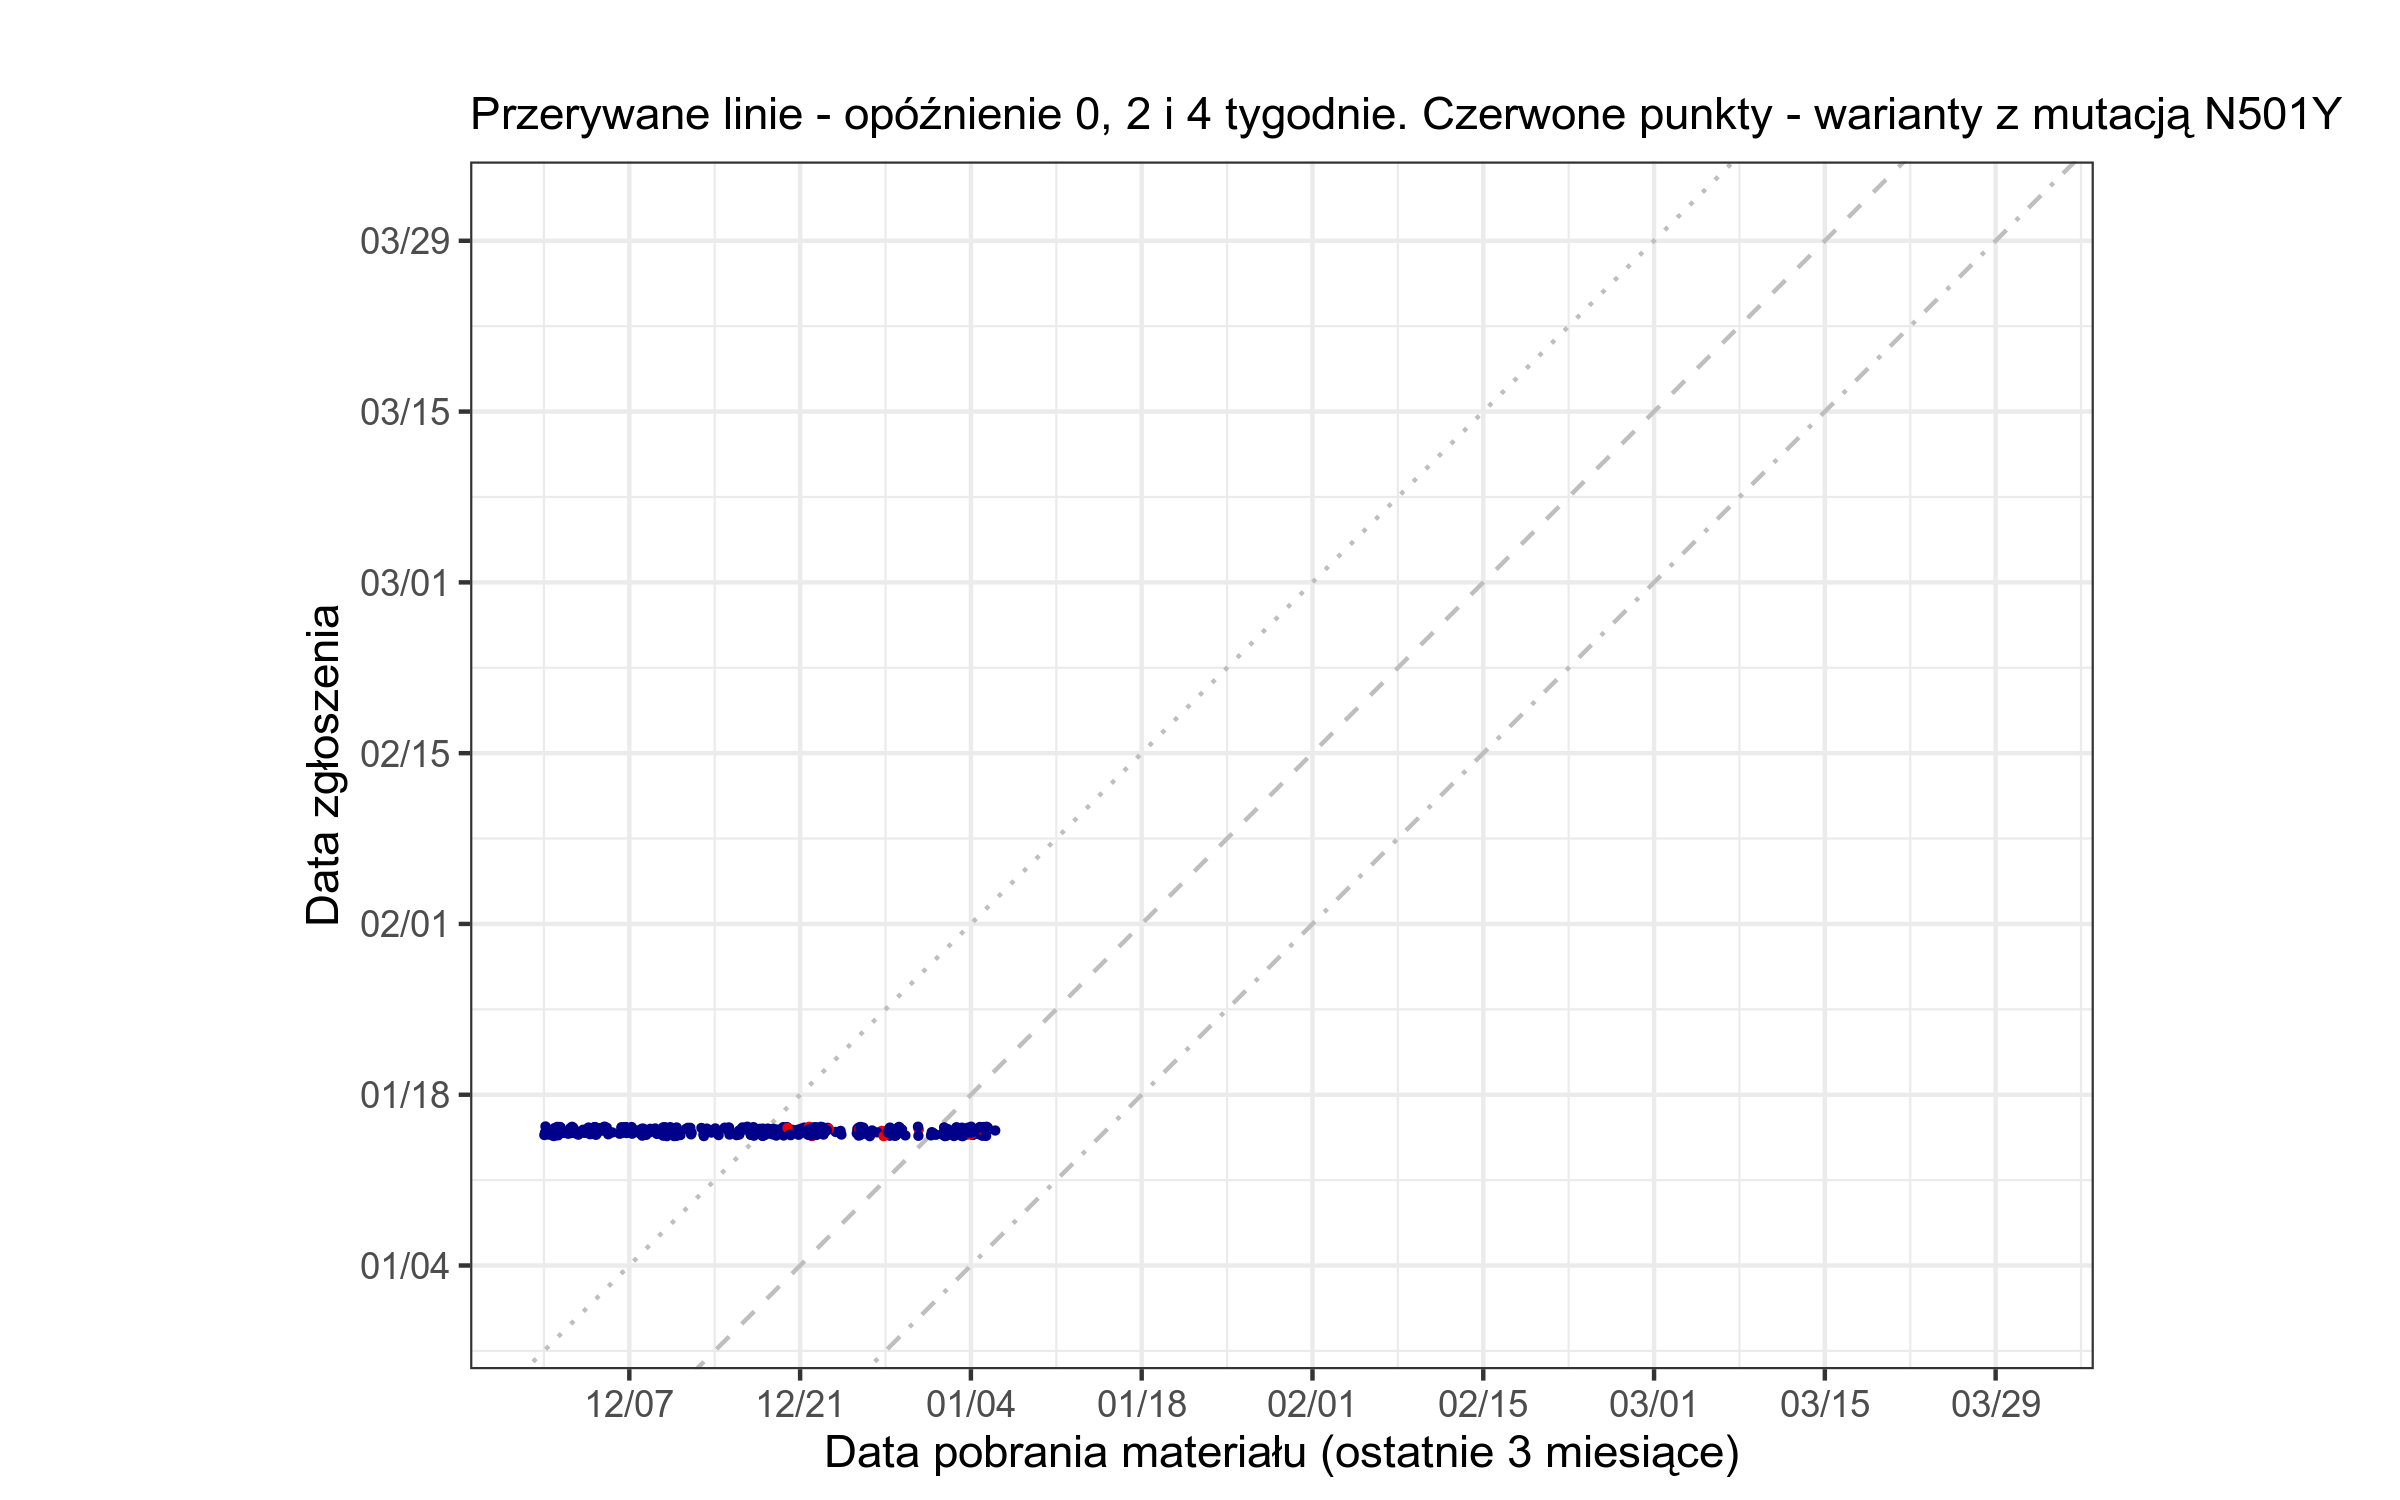 Przerywane linie - opóźnienie 0, 2 i 4 tygodnie. Czerwone punkty - warianty z mutacją N501Y
Data zgłoszenia
03/29
03/15
03/01
02/15
02/01
01/18
01/04
12/07 12/21 01/04 01/18 02/01 02/15 03/01 03/15 03/29
Data pobrania materiału (ostatnie 3 miesiące)